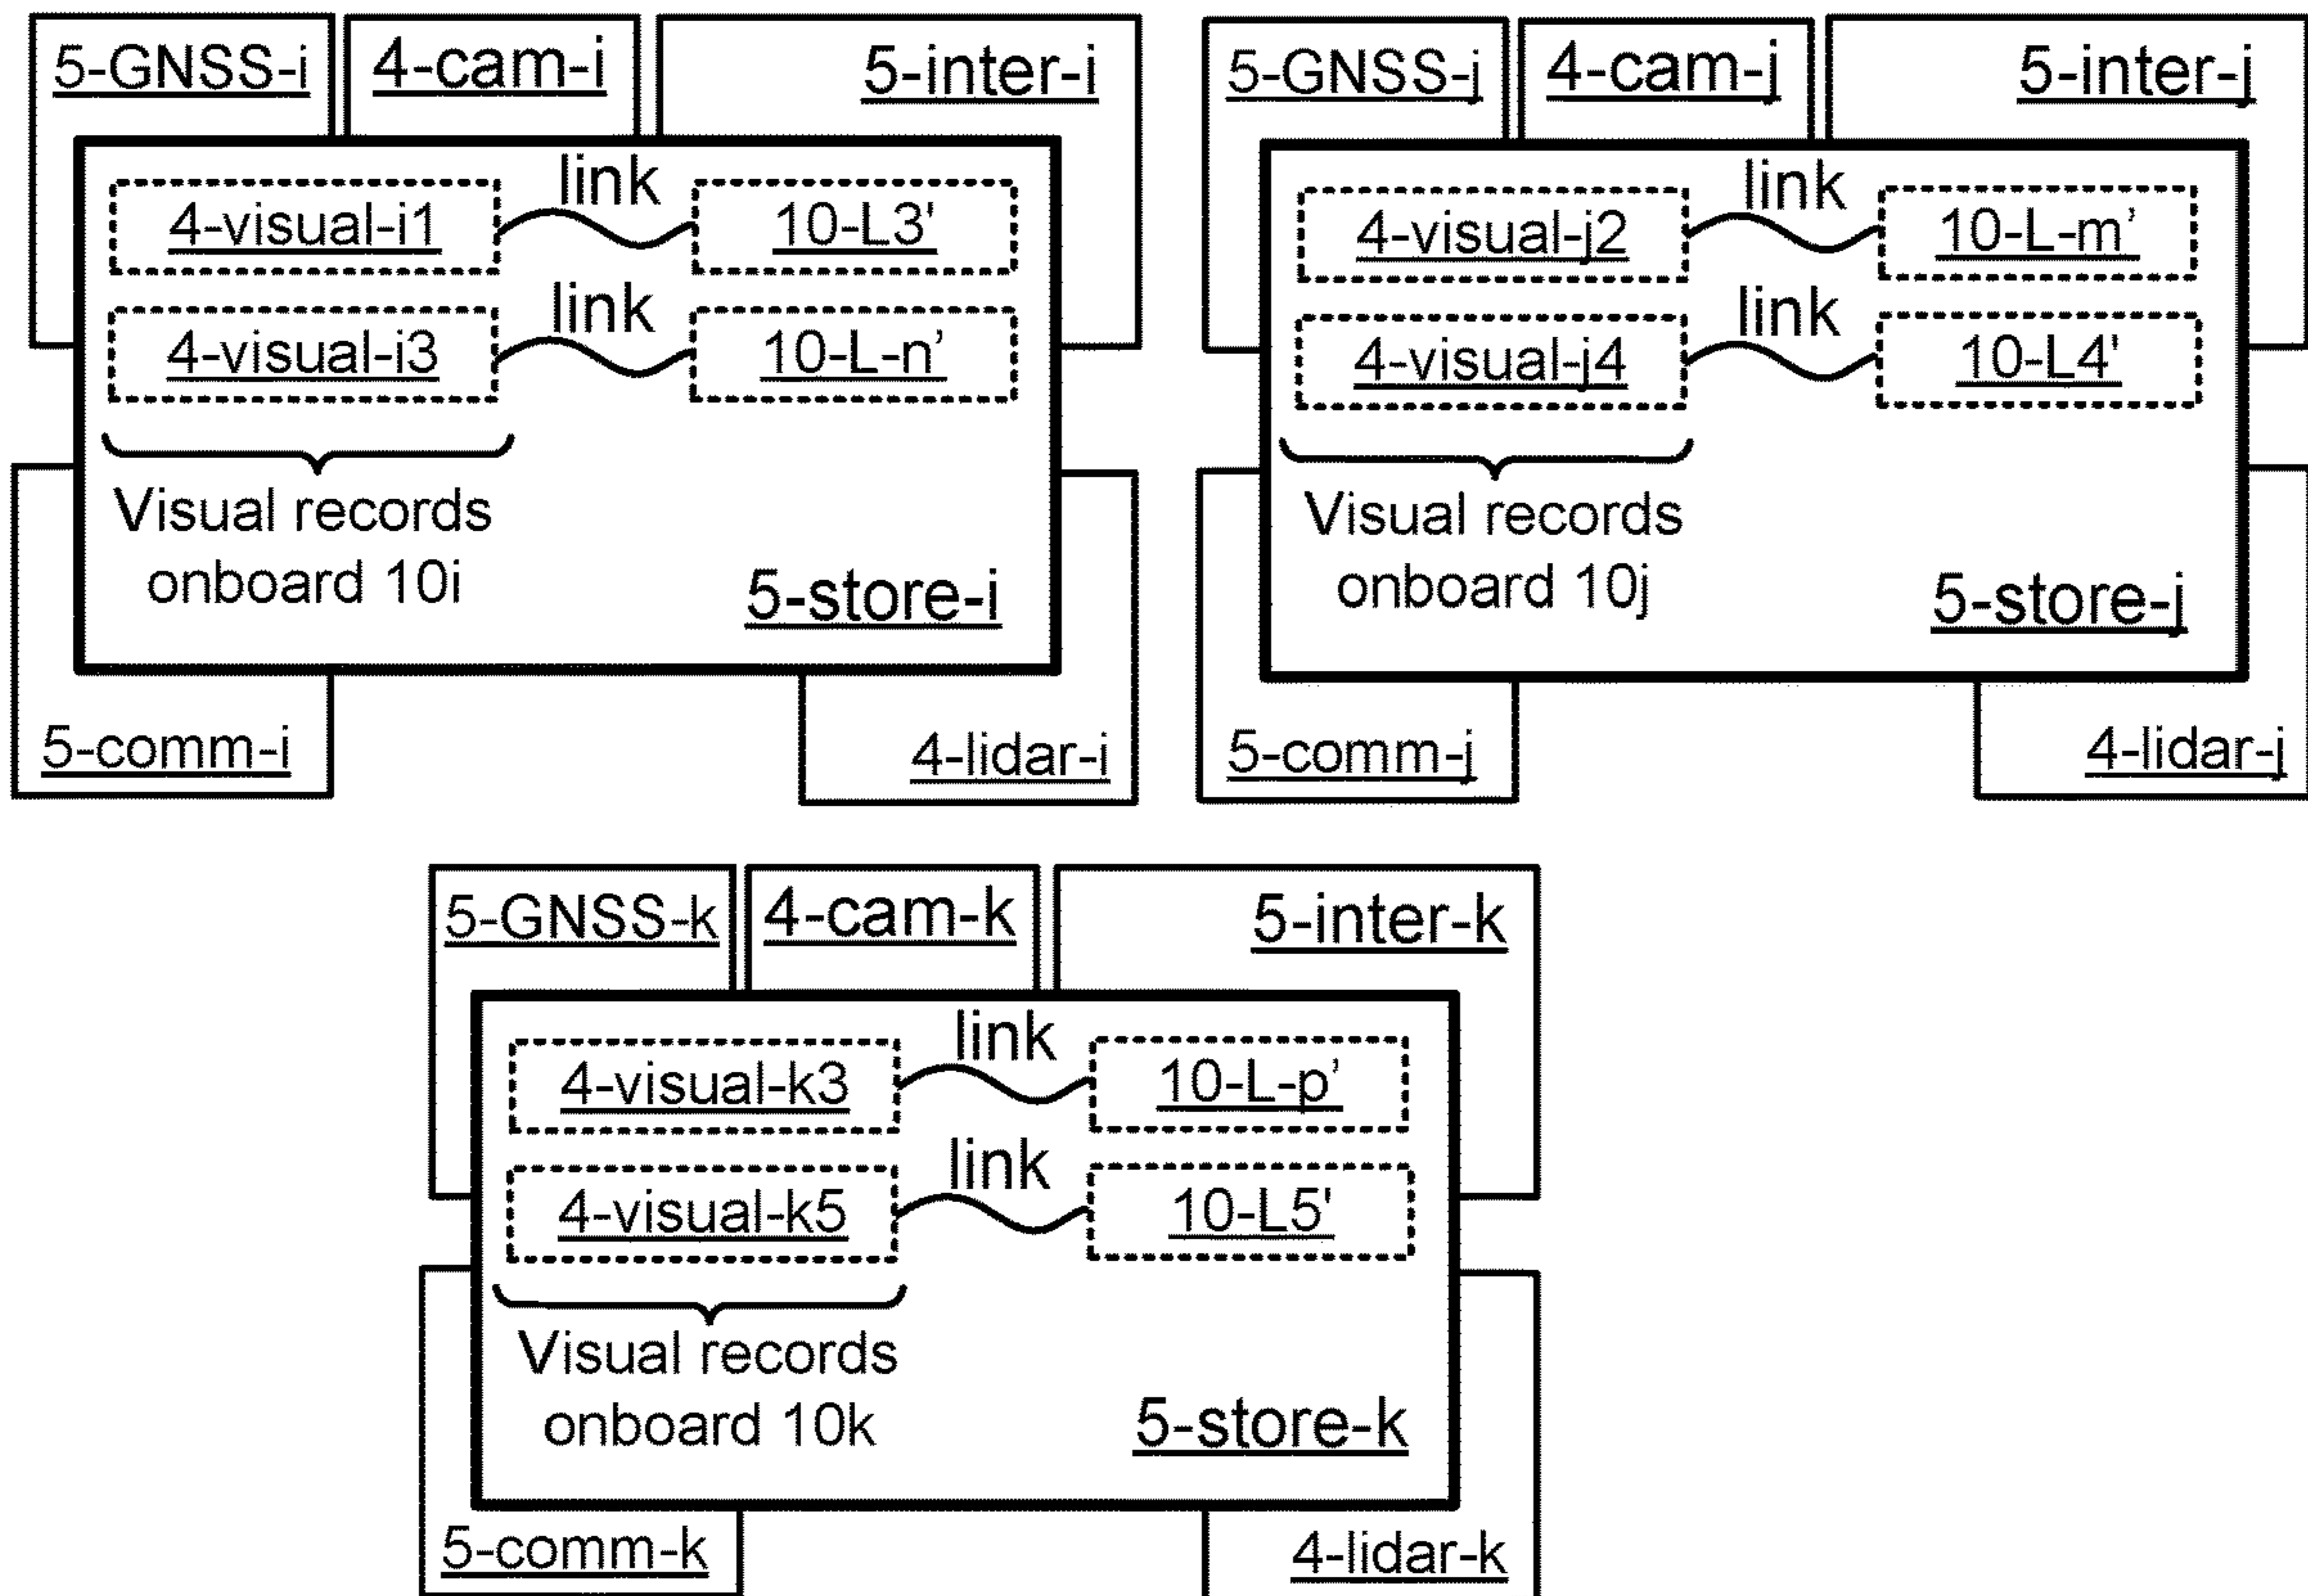 5-GNSS-i
4-cam-i
5-inter-i
4-visual-i1
link
10-L3'
4-visual-i3
link
10-L-n’
Visual records
onboard 10i
5-store-i
5-comm-i
4-lidar-i
5-GNSS-j
4-cam-j
5-inter-j
4-visual-j2
link
10-L-m’
4-visual-j4
link
10-L4'
Visual records
onboard 10j
5-store-j
5-comm-j
4-lidar-j
5-GNSS-k
4-cam-k
5-inter-k
4-visual-k3
link
10-L-p’
4-visual-k5
link
10-L5'
Visual records
onboard 10k
5-store-k
5-comm-k
4-lidar-k